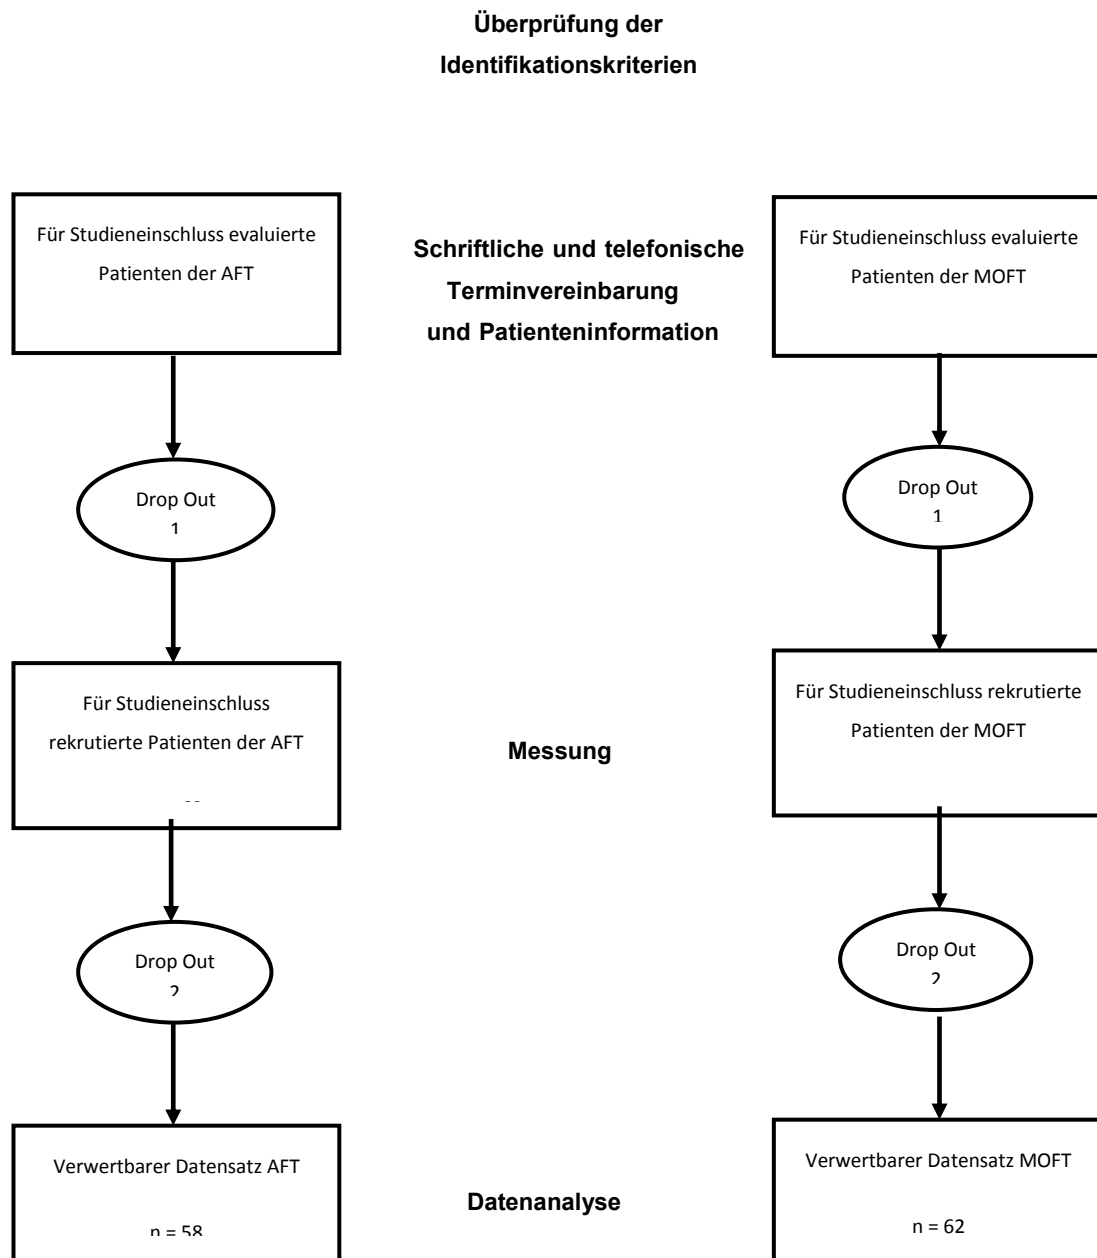 Überprüfung der
Identifikationskriterien
Für Studieneinschluss evaluierte
Patienten der AFT
Schriftliche und telefonische
Terminvereinbarung
und Patienteninformation
Für Studieneinschluss evaluierte
Patienten der MOFT
Drop Out
1
Drop Out
1
Für Studieneinschluss
rekrutierte Patienten der AFT
Messung
Für Studieneinschluss rekrutierte
Patienten der MOFT
Drop Out
2
Drop Out
2
Verwertbarer Datensatz AFT
n = 58
Datenanalyse
Verwertbarer Datensatz MOFT
n = 62